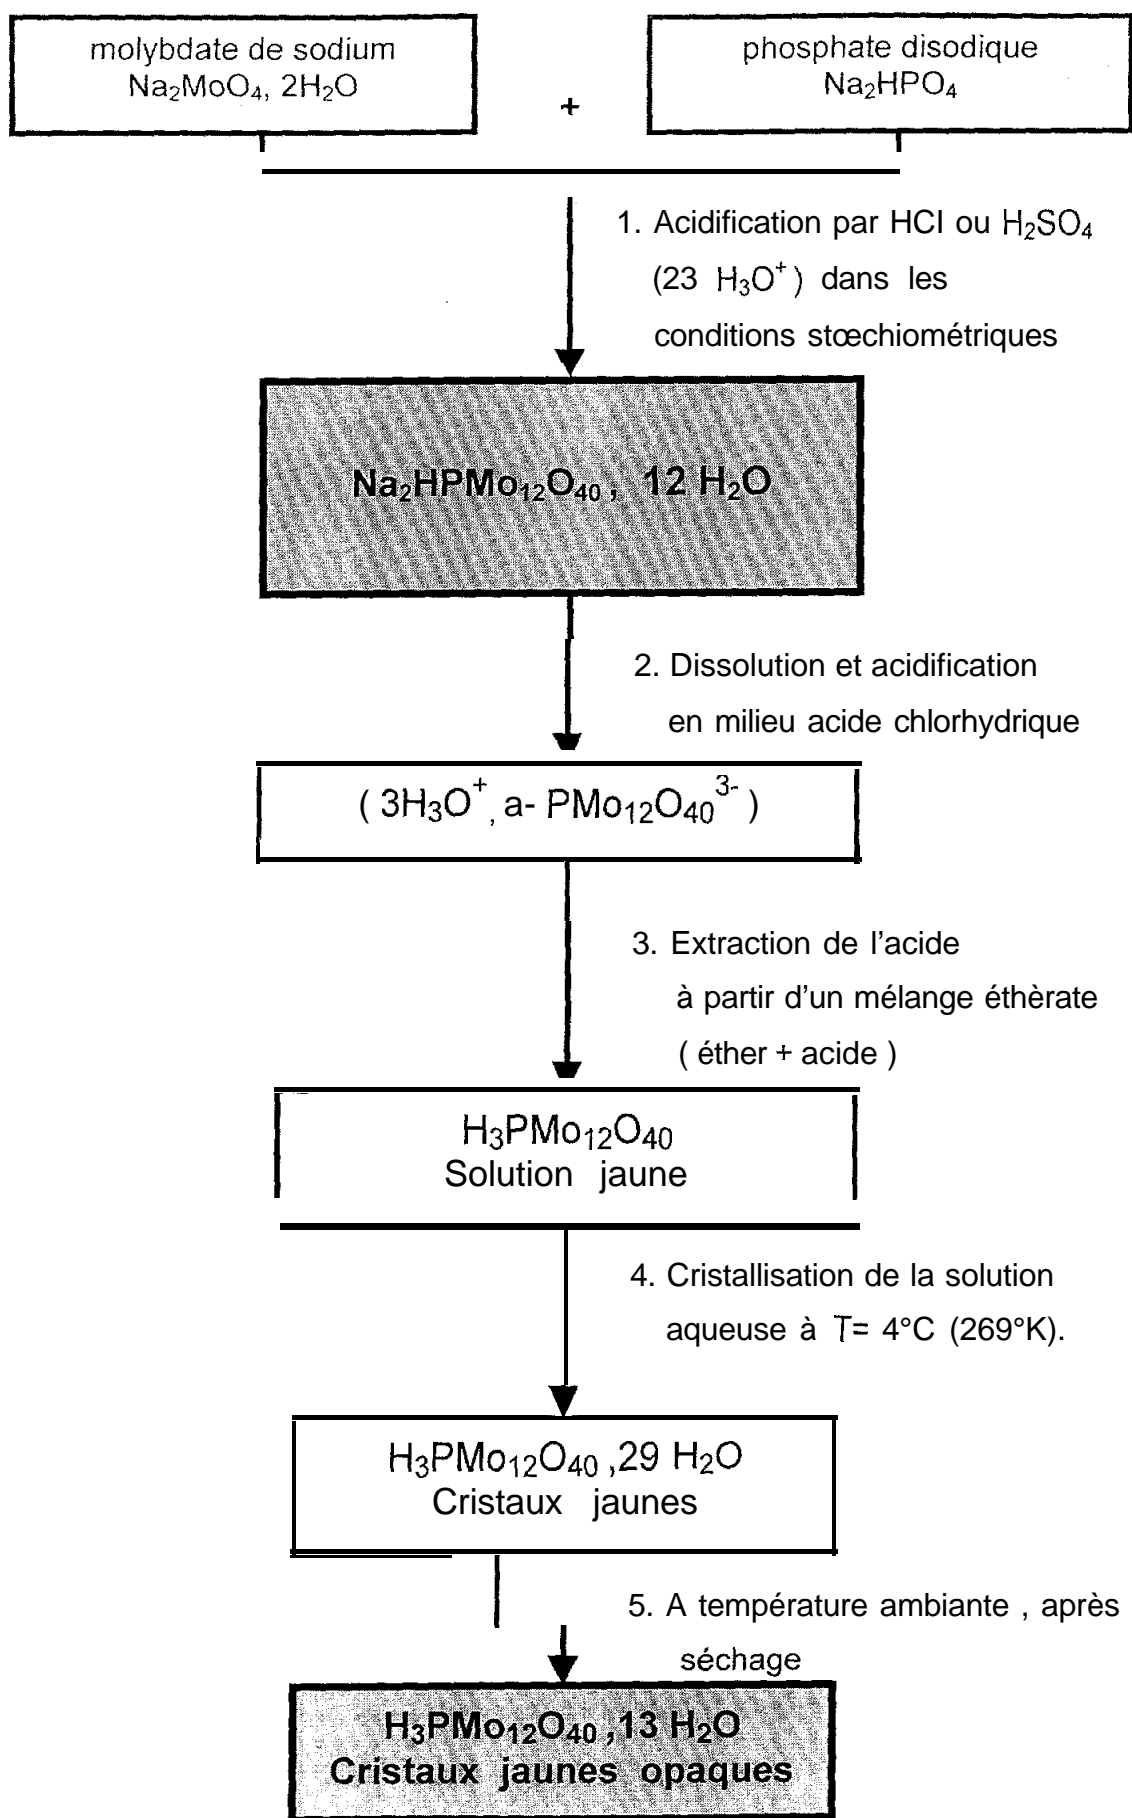 molybdate de sodium
Na₂MoO₄, 2H₂O
+
phosphate disodique
Na₂HPO₄
1. Acidification par HCl ou H₂SO₄
(23 H₃O⁺) dans les
conditions stœchiométriques
Na₂HPMo₁₂O₄₀, 12 H₂O
2. Dissolution et acidification
en milieu acide chlorhydrique
( 3H₃O⁺, a- PMo₁₂O₄₀³⁻ )
3. Extraction de l'acide
à partir d'un mélange éthèrate
( éther + acide )
H₃PMo₁₂O₄₀
Solution jaune
4. Cristallisation de la solution
aqueuse à T= 4°C (269°K).
H₃PMo₁₂O₄₀ ,29 H₂O
Cristaux jaunes
5. A température ambiante , après
séchage
H₃PMo₁₂O₄₀ ,13 H₂O
Cristaux jaunes opaques